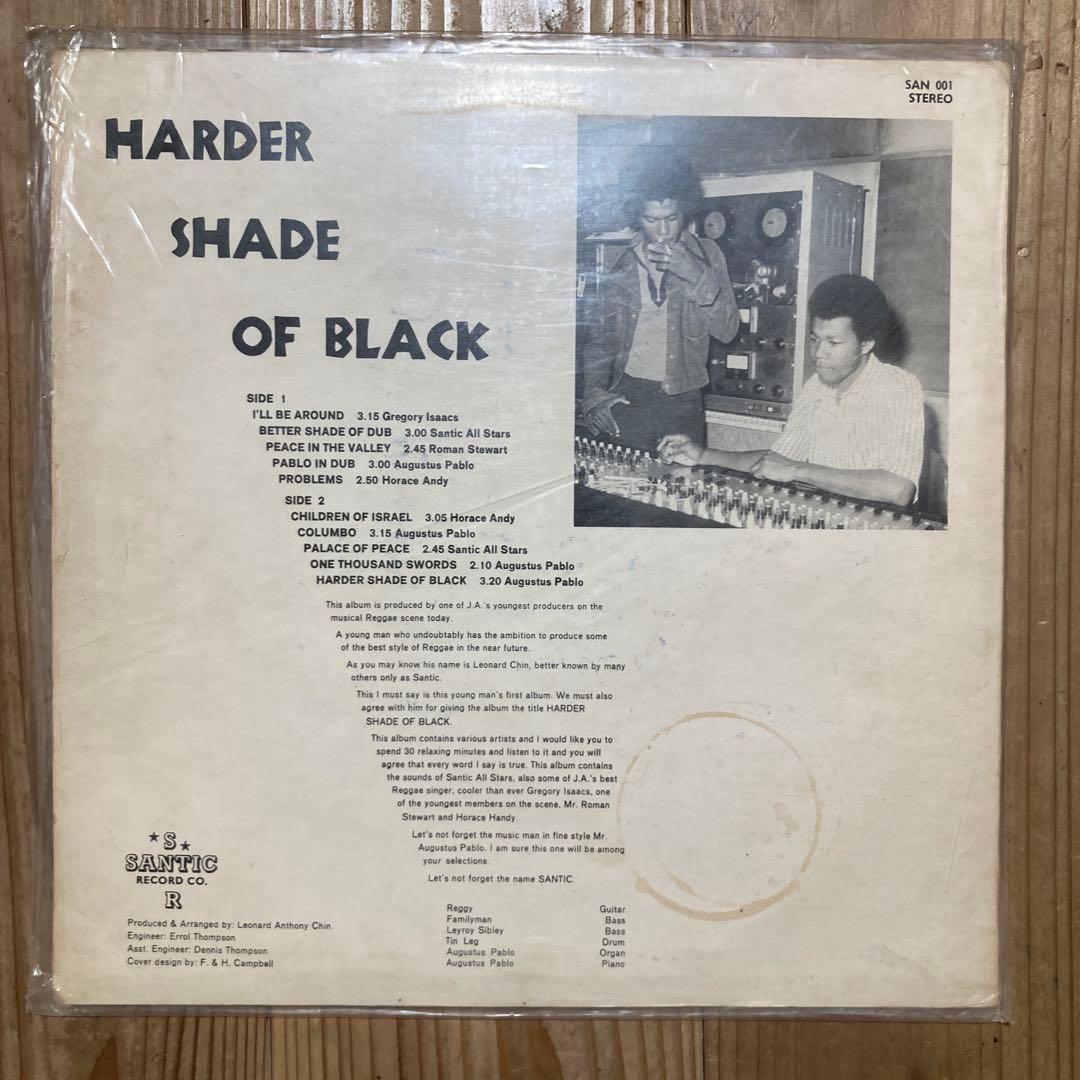 SAN 001
STEREO
HARDER
SHADE
OF BLACK
SIDE 1
I'LL BE AROUND 3.15 Gregory Isaacs
BETTER SHADE OF DUB 3.00 Santic All Stars
PEACE IN THE VALLEY 2.45 Roman Stewart
PABLO IN DUB 3.00 Augustus Pablo
PROBLEMS 2.50 Horace Andy
SIDE 2
CHILDREN OF ISRAEL 3.05 Horace Andy
COLUMBO 3.15 Augustus Pablo
PALACE OF PEACE 2.45 Santic All Stars
ONE THOUSAND SWORDS 2.10 Augustus Pablo
HARDER SHADE OF BLACK 3.20 Augustus Pablo
This album is produced by one of J.A.'s youngest producers on the
musical Reggae scene today.
A young man who undoubtably has the ambition to produce some
of the best style of Reggae in the near future.
As you may know his name is Leonard Chin, better known by many
others only as Santic.
This I must say is this young man's first album. We must also
agree with him for giving the album the title HARDER
SHADE OF BLACK.
This album contains various artists and I would like you to
spend 30 relaxing minutes and listen to it and you will
agree that every word I say is true. This album contains
the sounds of Santic All Stars, also some of J.A.'s best
Reggae singer, cooler than ever Gregory Isaacs, one
of the youngest members on the scene, Mr. Roman
Stewart and Horace Handy.
Let's not forget the music man in fine style Mr.
Augustus Pablo. I am sure this one will be among
your selections.
Let's not forget the name SANTIC.
S
SANTIC
RECORD CO.
R
Produced & Arranged by: Leonard Anthony Chin.
Engineer: Errol Thompson
Asst. Engineer: Dennis Thompson
Cover design by: F. & H. Campbell
Reggy Guitar
Familyman Bass
Leyroy Sibley Bass
Tin Leg Drum
Augustus Pablo Organ
Augustus Pablo Piano